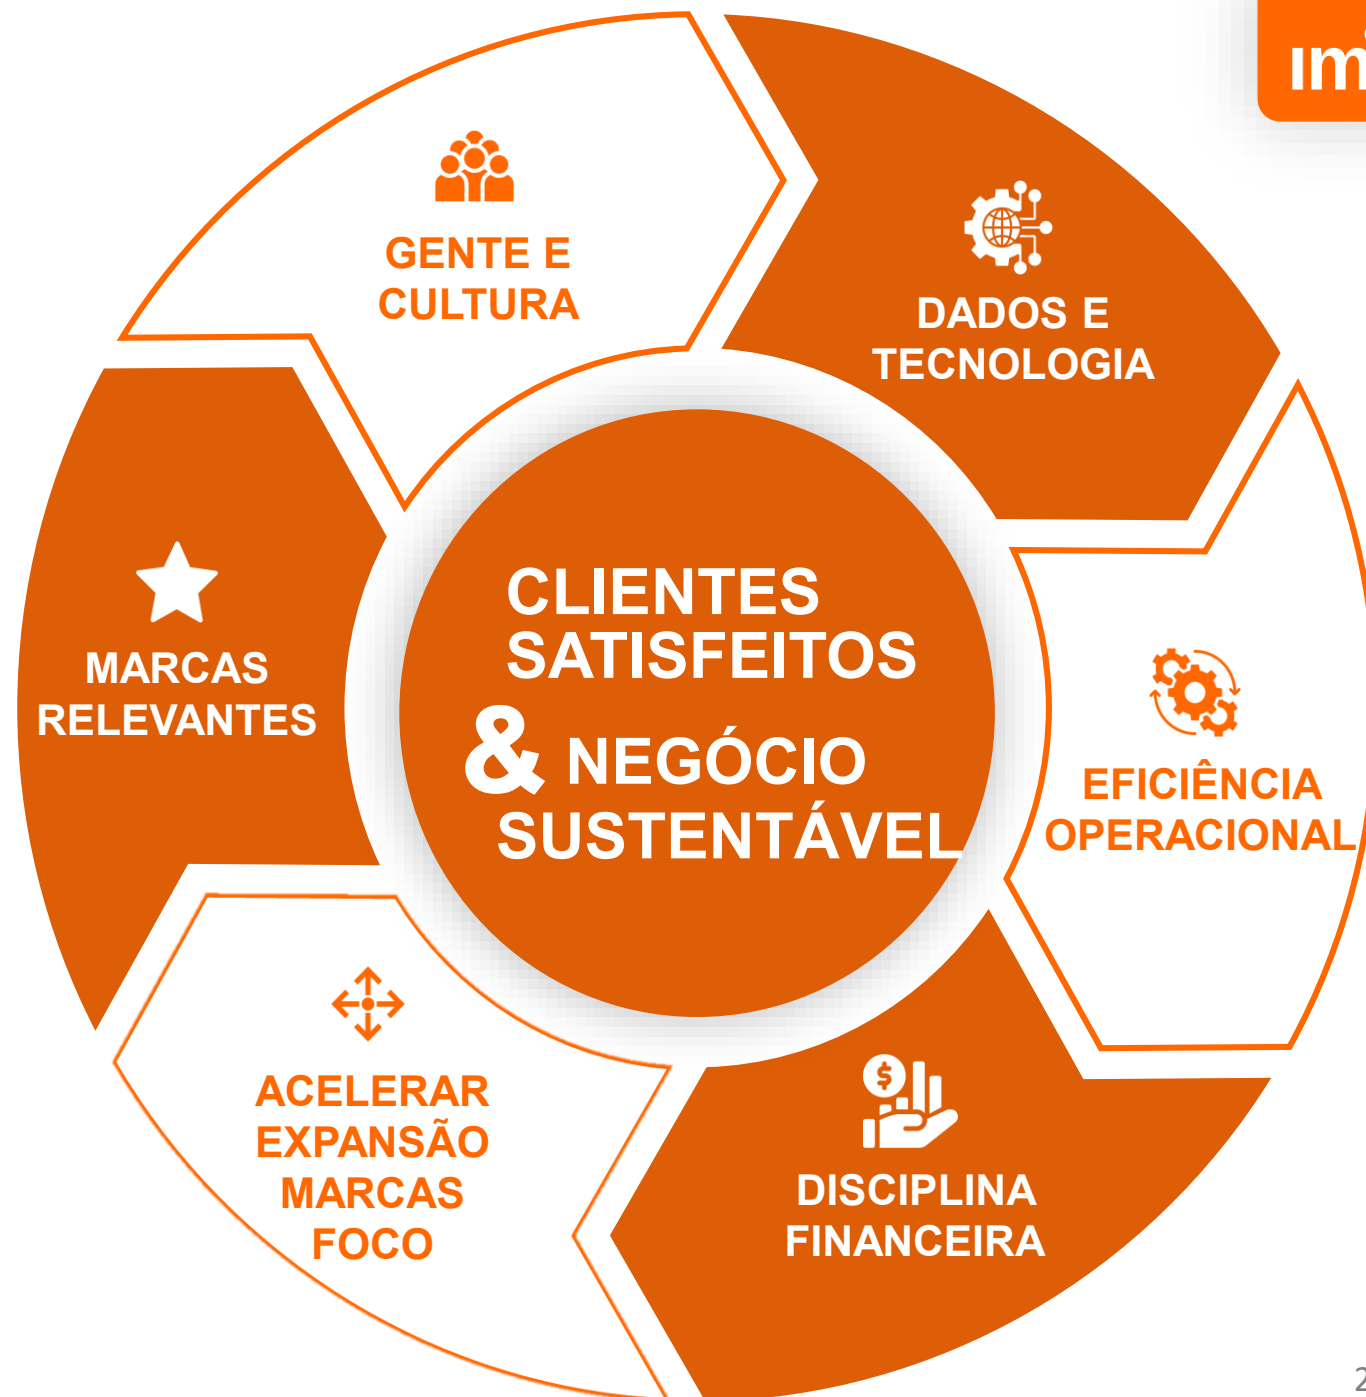 GENTE E
CULTURA
DADOS E
TECNOLOGIA
EFICIÊNCIA
OPERACIONAL
DISCIPLINA
FINANCEIRA
ACELERAR
EXPANSÃO
MARCAS
FOCO
MARCAS
RELEVANTES
CLIENTES
SATISFEITOS
& NEGÓCIO
SUSTENTÁVEL
$